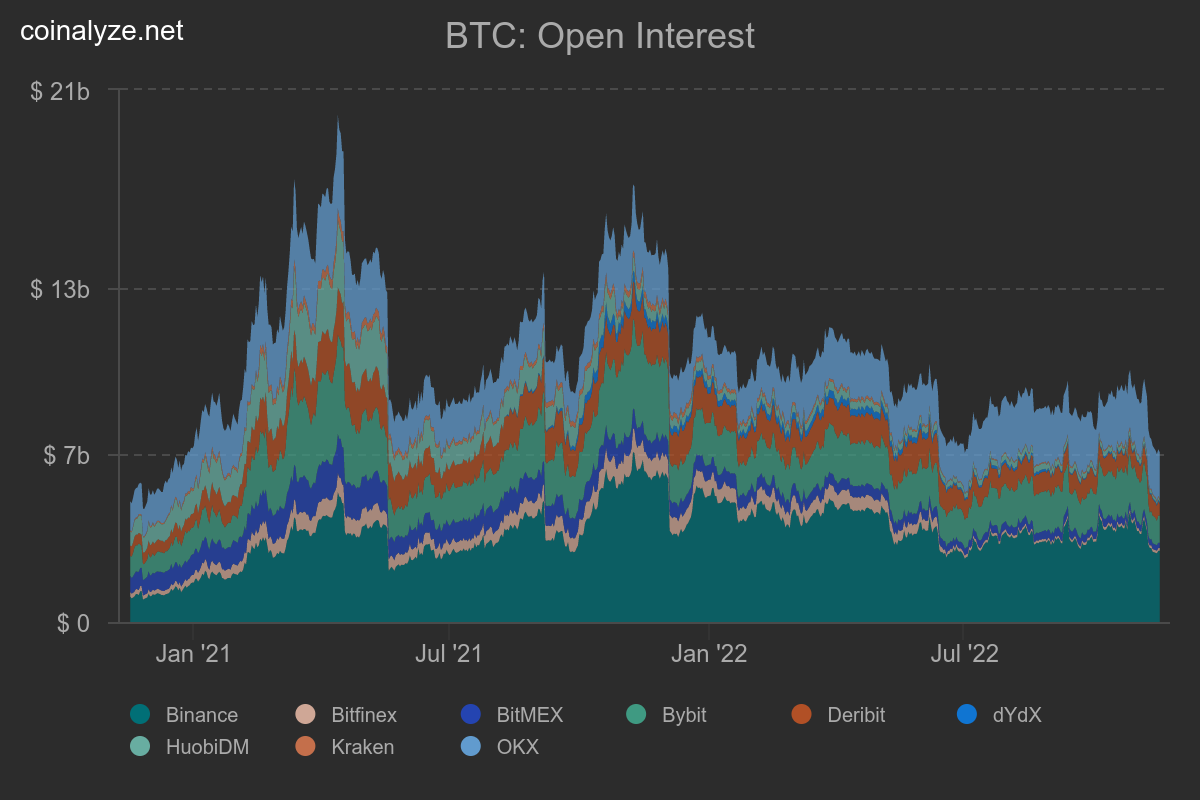 coinalyze.net
BTC: Open Interest
$ 21b
$ 13b
$ 7b
$ 0
Jan '21 Jul '21 Jan '22 Jul '22
Binance Bitfinex BitMEX Bybit Deribit dYdX
HuobiDM Kraken OKX